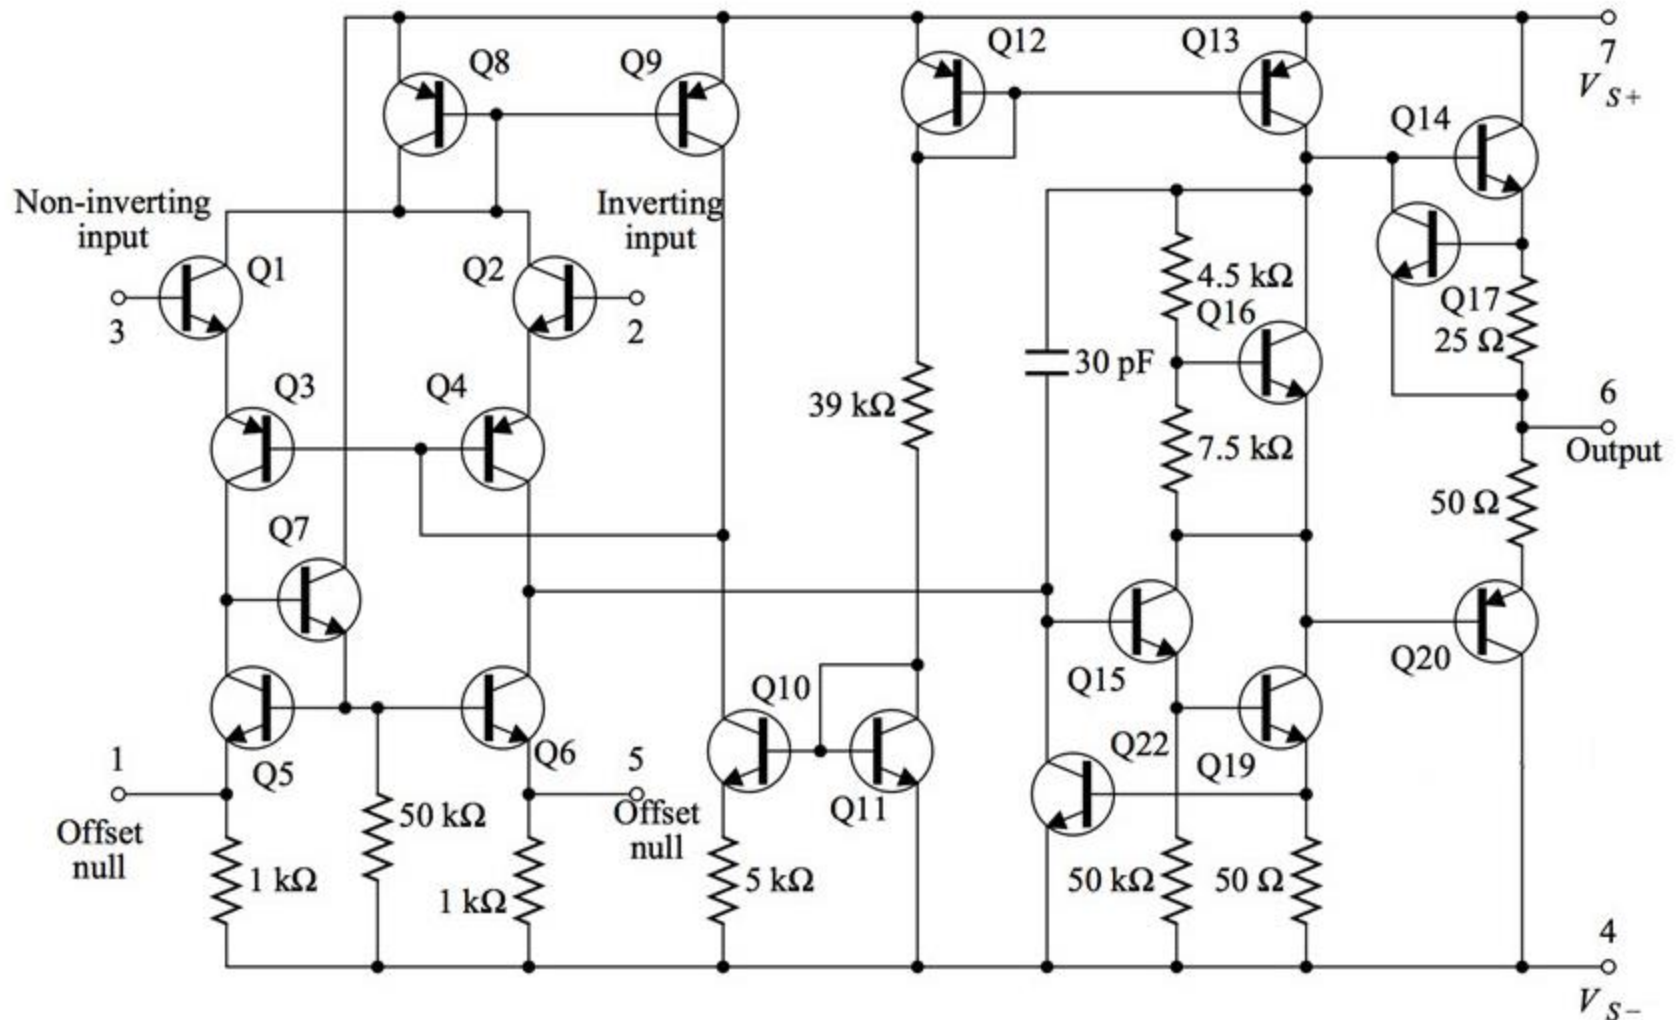 Q12
Q13
7
V S+
Q8
Q9
Q14
Non-inverting
input
Inverting
input
Q1
Q2
3
2
4.5 kΩ
Q16
Q17
25 Ω
30 pF
Q3
Q4
39 kΩ
6
Output
7.5 kΩ
50 Ω
Q7
Q10
Q15
Q20
1
Q5
Q6
5
Offset
null
Offset
null
Q11
Q22
Q19
50 kΩ
1 kΩ
1 kΩ
5 kΩ
50 kΩ
50 Ω
4
V S−